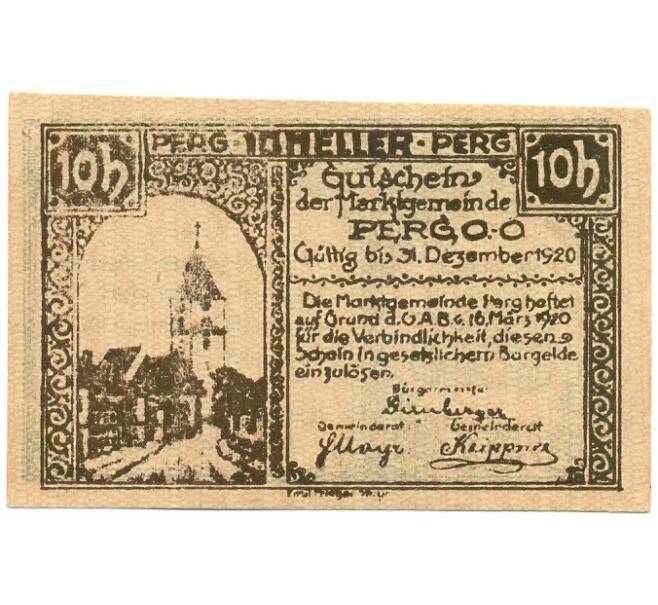 PERG · 10 HELLER · PERG
10h
10h
Gutschein
der Marktgemeinde
PERG O.-Ö
Gültig bis 31. Dezember 1920
Die Marktgemeinde Perg haftet
auf Grund d. G.A.B. v. 16. März 1920
für die Verbindlichkeit, diesen
Schein in gesetzlichem Bargelde
einzulösen.
Bürgermeister
Gemeinderat Gemeinderat
Mayr